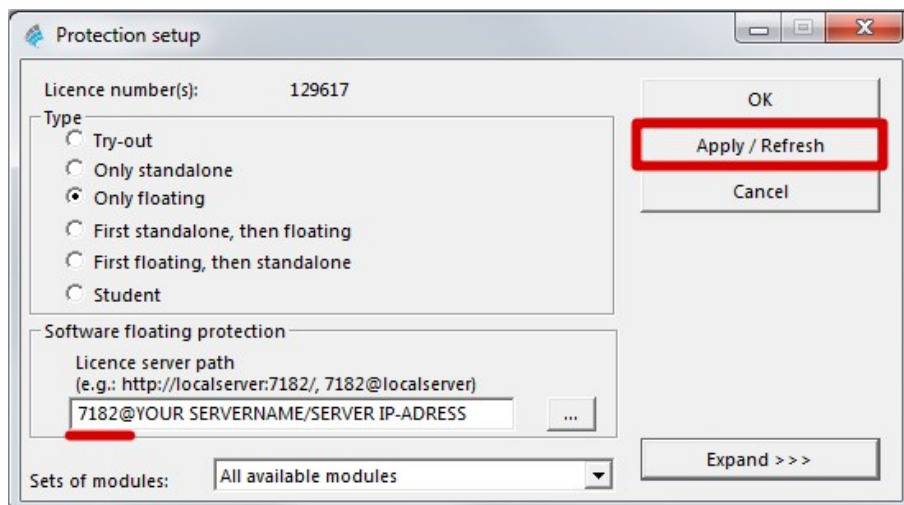 Protection setup
Licence number(s): 129617
OK
Type
Try-out
Apply / Refresh
Only standalone
Only floating
Cancel
First standalone, then floating
First floating, then standalone
Student
Software floating protection
Licence server path
(e.g.: http://localserver:7182/, 7182@localserver)
7182@YOUR SERVERNAME/SERVER IP-ADRESS
...
Expand >>>
Sets of modules: All available modules